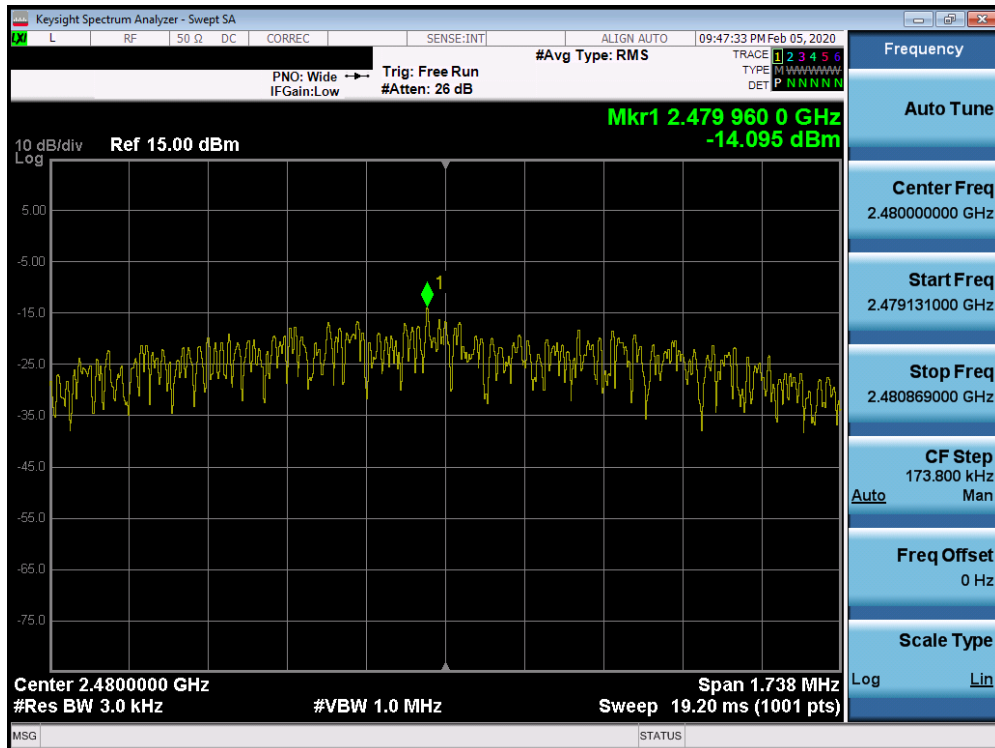 Keysight Spectrum Analyzer - Swept SA
LXI L RF 50 Ω DC CORREC SENSE:INT ALIGN AUTO 09:47:33 PM Feb 05, 2020
PNO: Wide
IFGain:Low
Trig: Free Run
#Atten: 26 dB
#Avg Type: RMS
TRACE 1 2 3 4 5 6
TYPE M WWWWW
DET P N N N N N
Mkr1 2.479 960 0 GHz
-14.095 dBm
10 dB/div Ref 15.00 dBm
Log
5.00
-5.00
-15.0
-25.0
-35.0
-45.0
-55.0
-65.0
-75.0
1
Center 2.4800000 GHz Span 1.738 MHz
#Res BW 3.0 kHz #VBW 1.0 MHz Sweep 19.20 ms (1001 pts)
MSG STATUS
Frequency
Auto Tune
Center Freq
2.480000000 GHz
Start Freq
2.479131000 GHz
Stop Freq
2.480869000 GHz
CF Step
173.800 kHz
Auto Man
Freq Offset
0 Hz
Scale Type
Log Lin